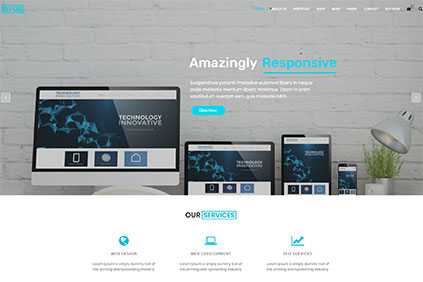 HOME ABOUT US PORTFOLIO SHOP BLOG PAGES CONTACT BUY NOW
Amazingly Responsive
Suspendisse potenti Phasellus euismod libero in neque
molestie mentum libero maximus. Etiam in enim
vestibulum suscipit sem quis molestie nibh.
Click here
TECHNOLOGY
INNOVATIVE
TECHNOLOGY
INNOVATIVE
TECHNOLOGY
INNOVATIVE
OUR SERVICES
WEB DESIGN
WEB DEVELOPMENT
SEO SERVICES
Lorem Ipsum is simply dummy text of
the printing and typesetting industry.
Lorem Ipsum is simply dummy text of
the printing and typesetting industry.
Lorem Ipsum is simply dummy text of
the printing and typesetting industry.